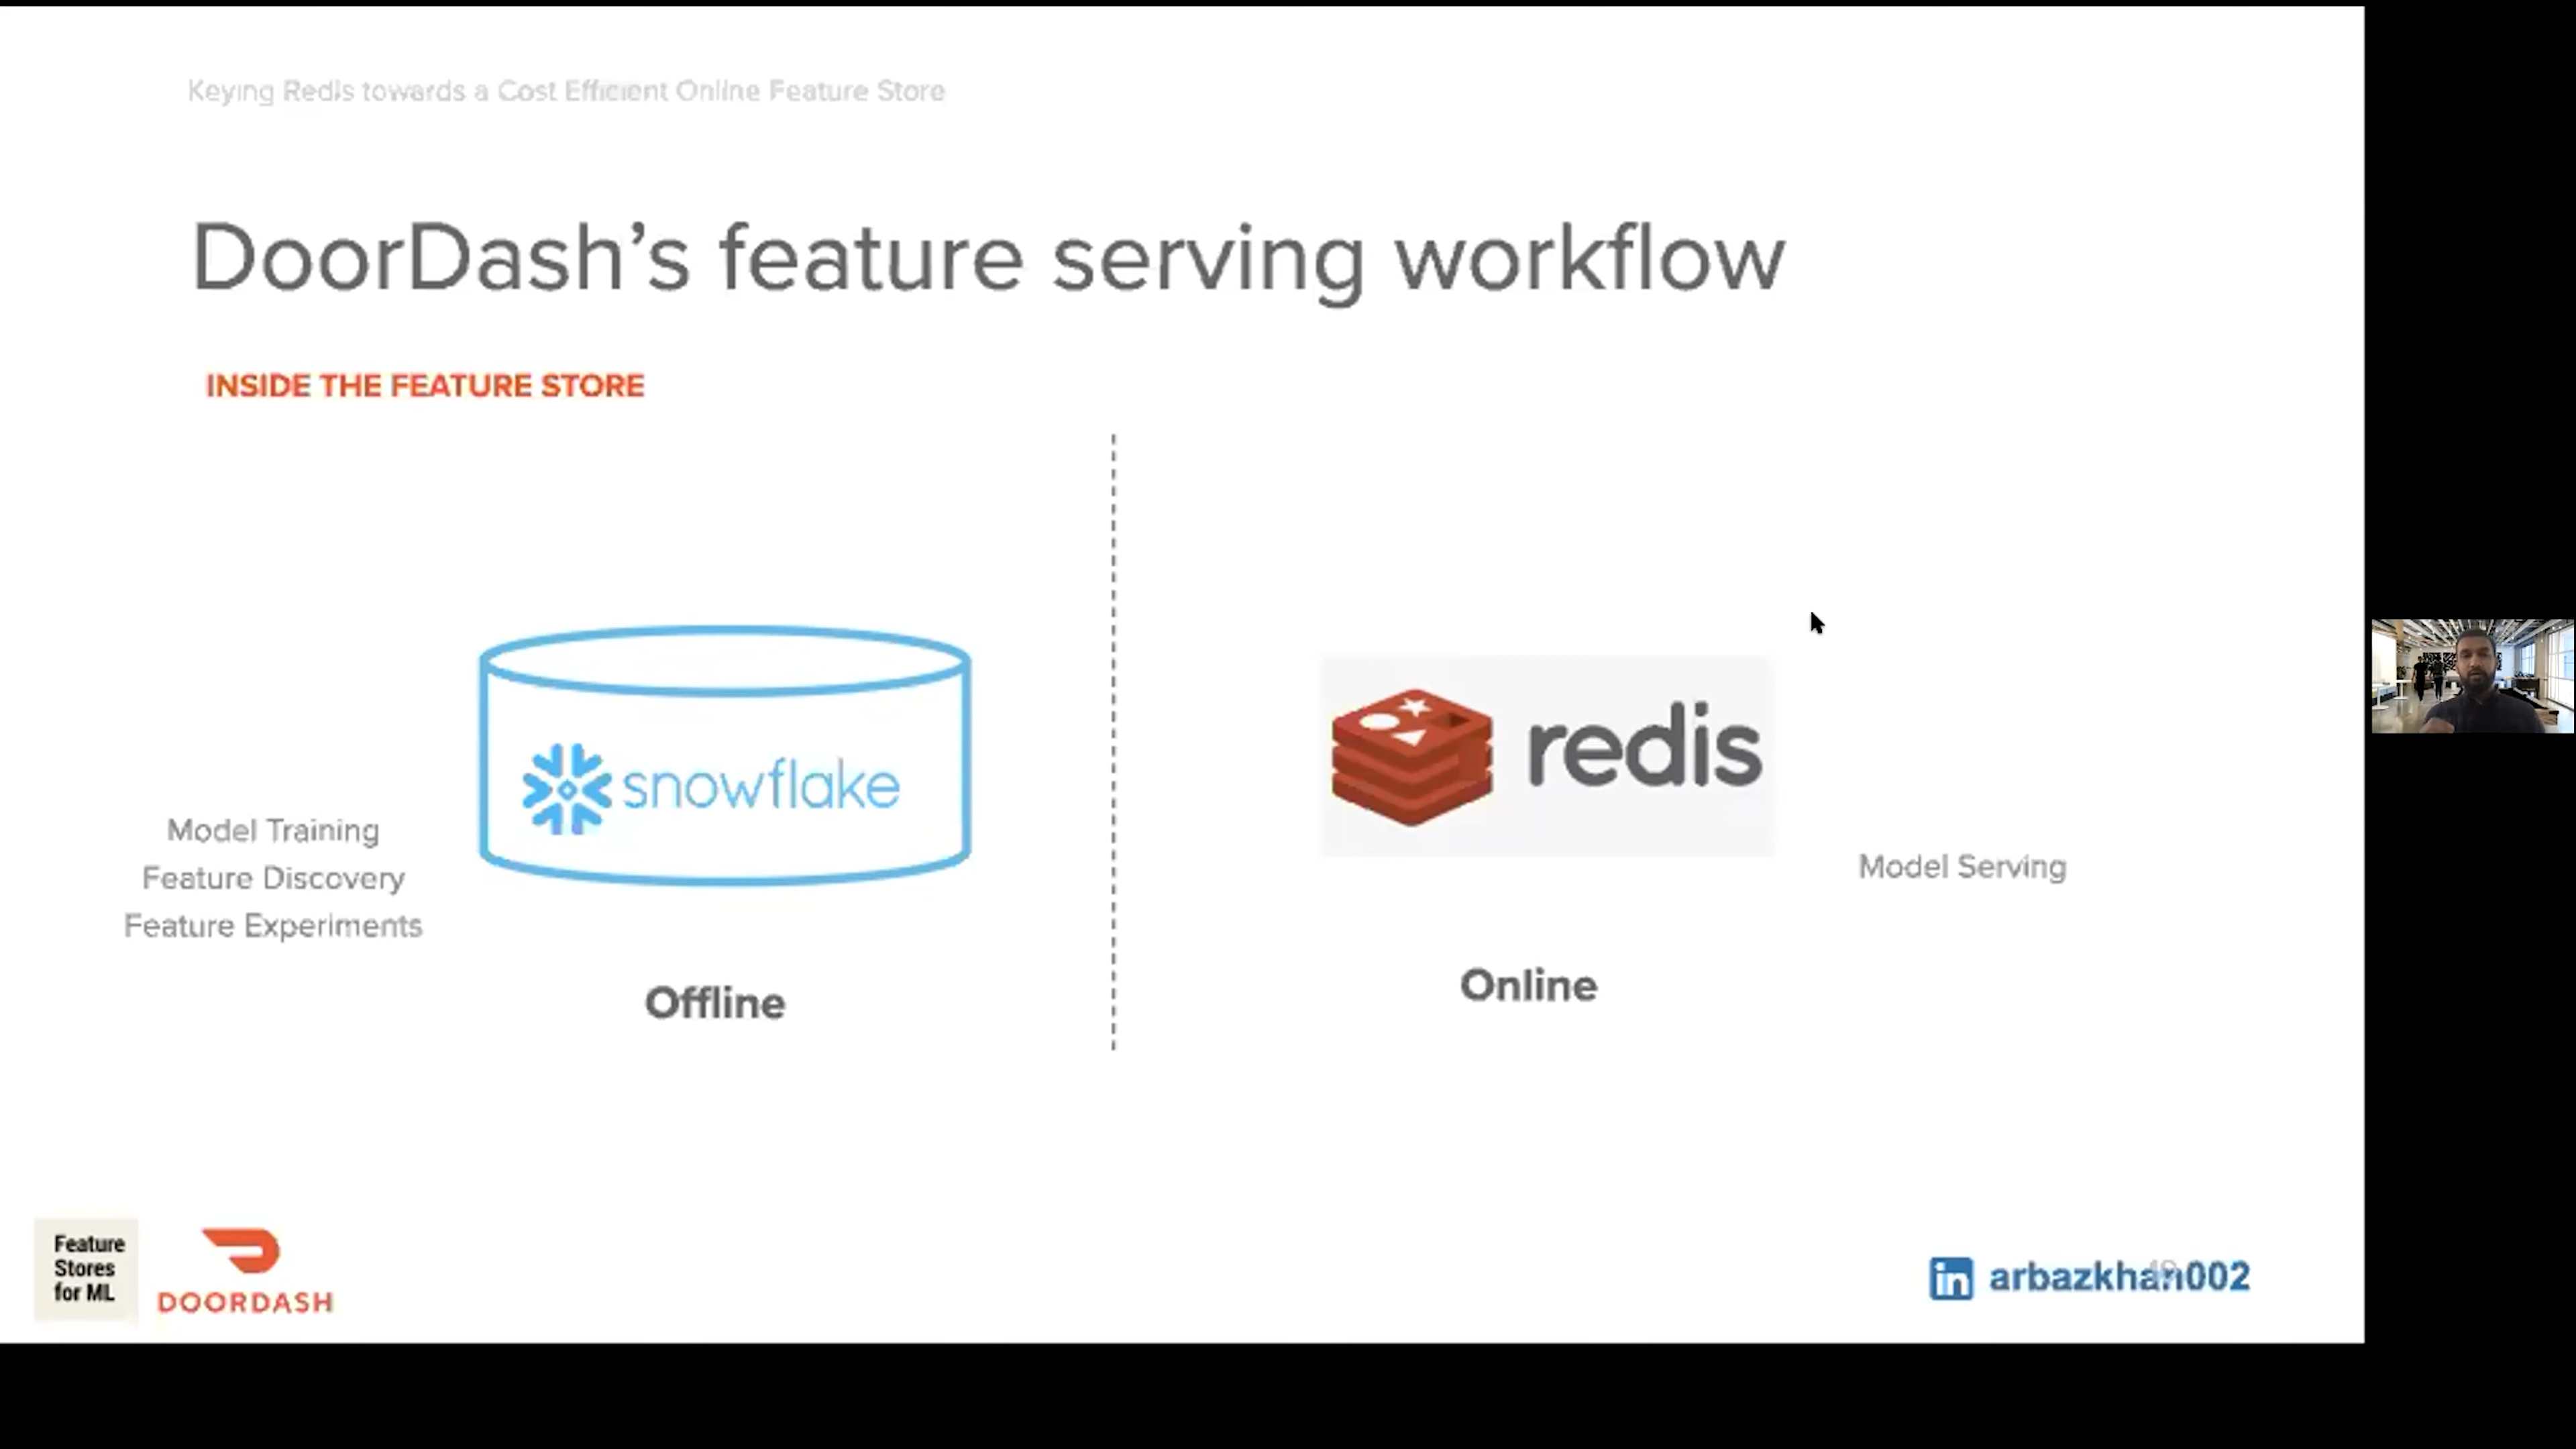 Keying Redis towards a Cost Efficient Online Feature Store
DoorDash’s feature serving workflow
INSIDE THE FEATURE STORE
snowflake
Model Training
Feature Discovery
Feature Experiments
Offline
redis
Model Serving
Online
Feature
Stores
for ML
DOORDASH
in arbazkhan002